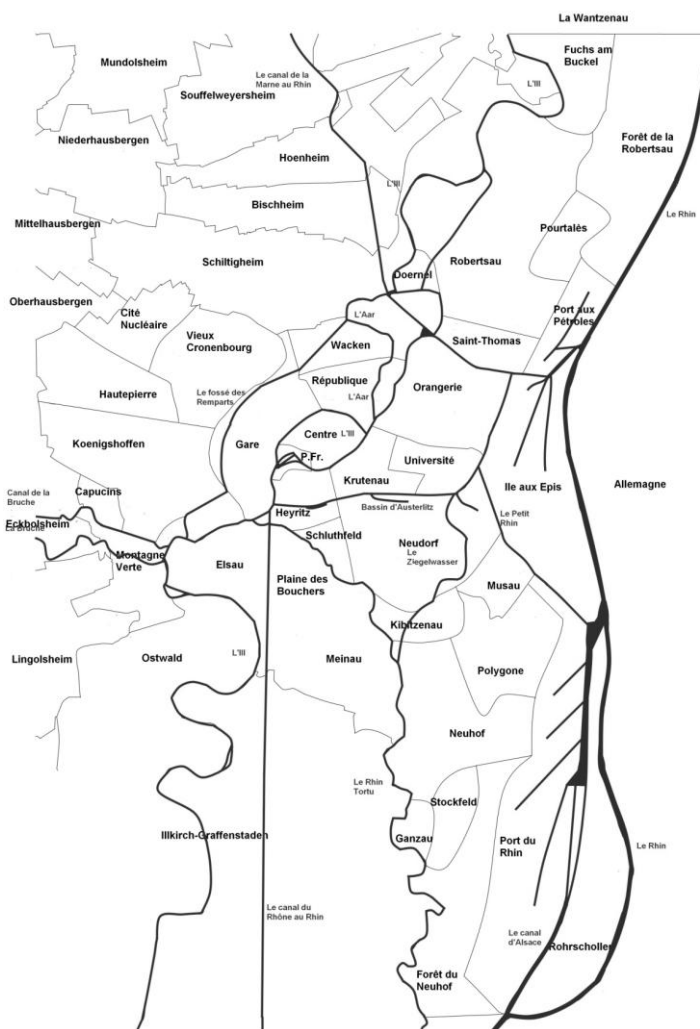 La Wantzenau
Fuchs am
Buckel
Mundolsheim
Le canal de la
Marne au Rhin
L'Ill
Souffelweyersheim
Forêt de la
Robertsau
Niederhausbergen
Hoenheim
L'Ill
Bischheim
Le Rhin
Mittelhausbergen
Pourtalès
Schiltigheim
Doernel
Robertsau
Oberhausbergen
Cité
Nucléaire
Port aux
Pétroles
L'Aar
Vieux
Cronenbourg
Wacken
Saint-Thomas
République
Hautepierre
Le fossé des
Remparts
L'Aar
Orangerie
Koenigshoffen
Gare
Centre
L'Ill
P.Fr.
Université
Krutenau
Ile aux Epis
Allemagne
Capucins
Canal de la
Bruche
Bassin d'Austerlitz
Heyritz
Le Petit
Rhin
Eckbolsheim
La Bruche
Schluthfeld
Neudorf
Le
Ziegelwasser
Montagne
Verte
Elsau
Plaine des
Bouchers
Musau
Kibitzenau
Lingolsheim
Ostwald
L'Ill
Meinau
Polygone
Neuhof
Le Rhin
Tortu
Stockfeld
Illkirch-Graffenstaden
Ganzau
Port du
Rhin
Le Rhin
Le canal du
Rhône au Rhin
Le canal
d'Alsace
Rohrschollen
Forêt du
Neuhof